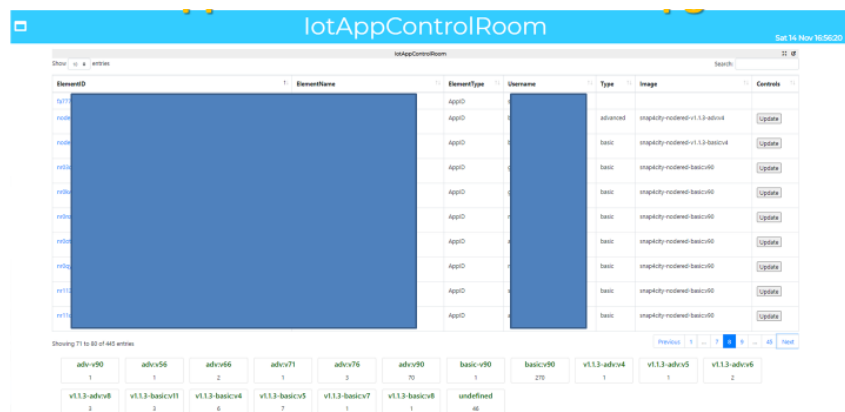 IotAppControlRoom
Sat 14 Nov 16:56:20
IotAppControlRoom
Show 10 entries
Search:
ElementID ElementName ElementType Username Type Image Controls
AppID
node AppID advanced snap4city-nodered-v1.1.3-adv:v4 Update
node AppID basic snap4city-nodered-v1.1.3-basic:v4 Update
AppID basic snap4city-nodered-basic:v90 Update
AppID basic snap4city-nodered-basic:v90 Update
AppID basic snap4city-nodered-basic:v90 Update
AppID basic snap4city-nodered-basic:v90 Update
AppID basic snap4city-nodered-basic:v90 Update
AppID basic snap4city-nodered-basic:v90 Update
AppID basic snap4city-nodered-basic:v90 Update
Showing 71 to 80 of 445 entries
Previous 1 ... 7 8 9 ... 45 Next
adv-v90 adv:v56 adv:v66 adv:v71 adv:v76 adv:v90 basic-v90 basic:v90 v1.1.3-adv:v4 v1.1.3-adv:v5 v1.1.3-adv:v6
1 1 2 1 3 70 1 270 1 1 2
v1.1.3-adv:v8 v1.1.3-basic:v11 v1.1.3-basic:v4 v1.1.3-basic:v5 v1.1.3-basic:v7 v1.1.3-basic:v8 undefined
3 3 6 7 1 1 46